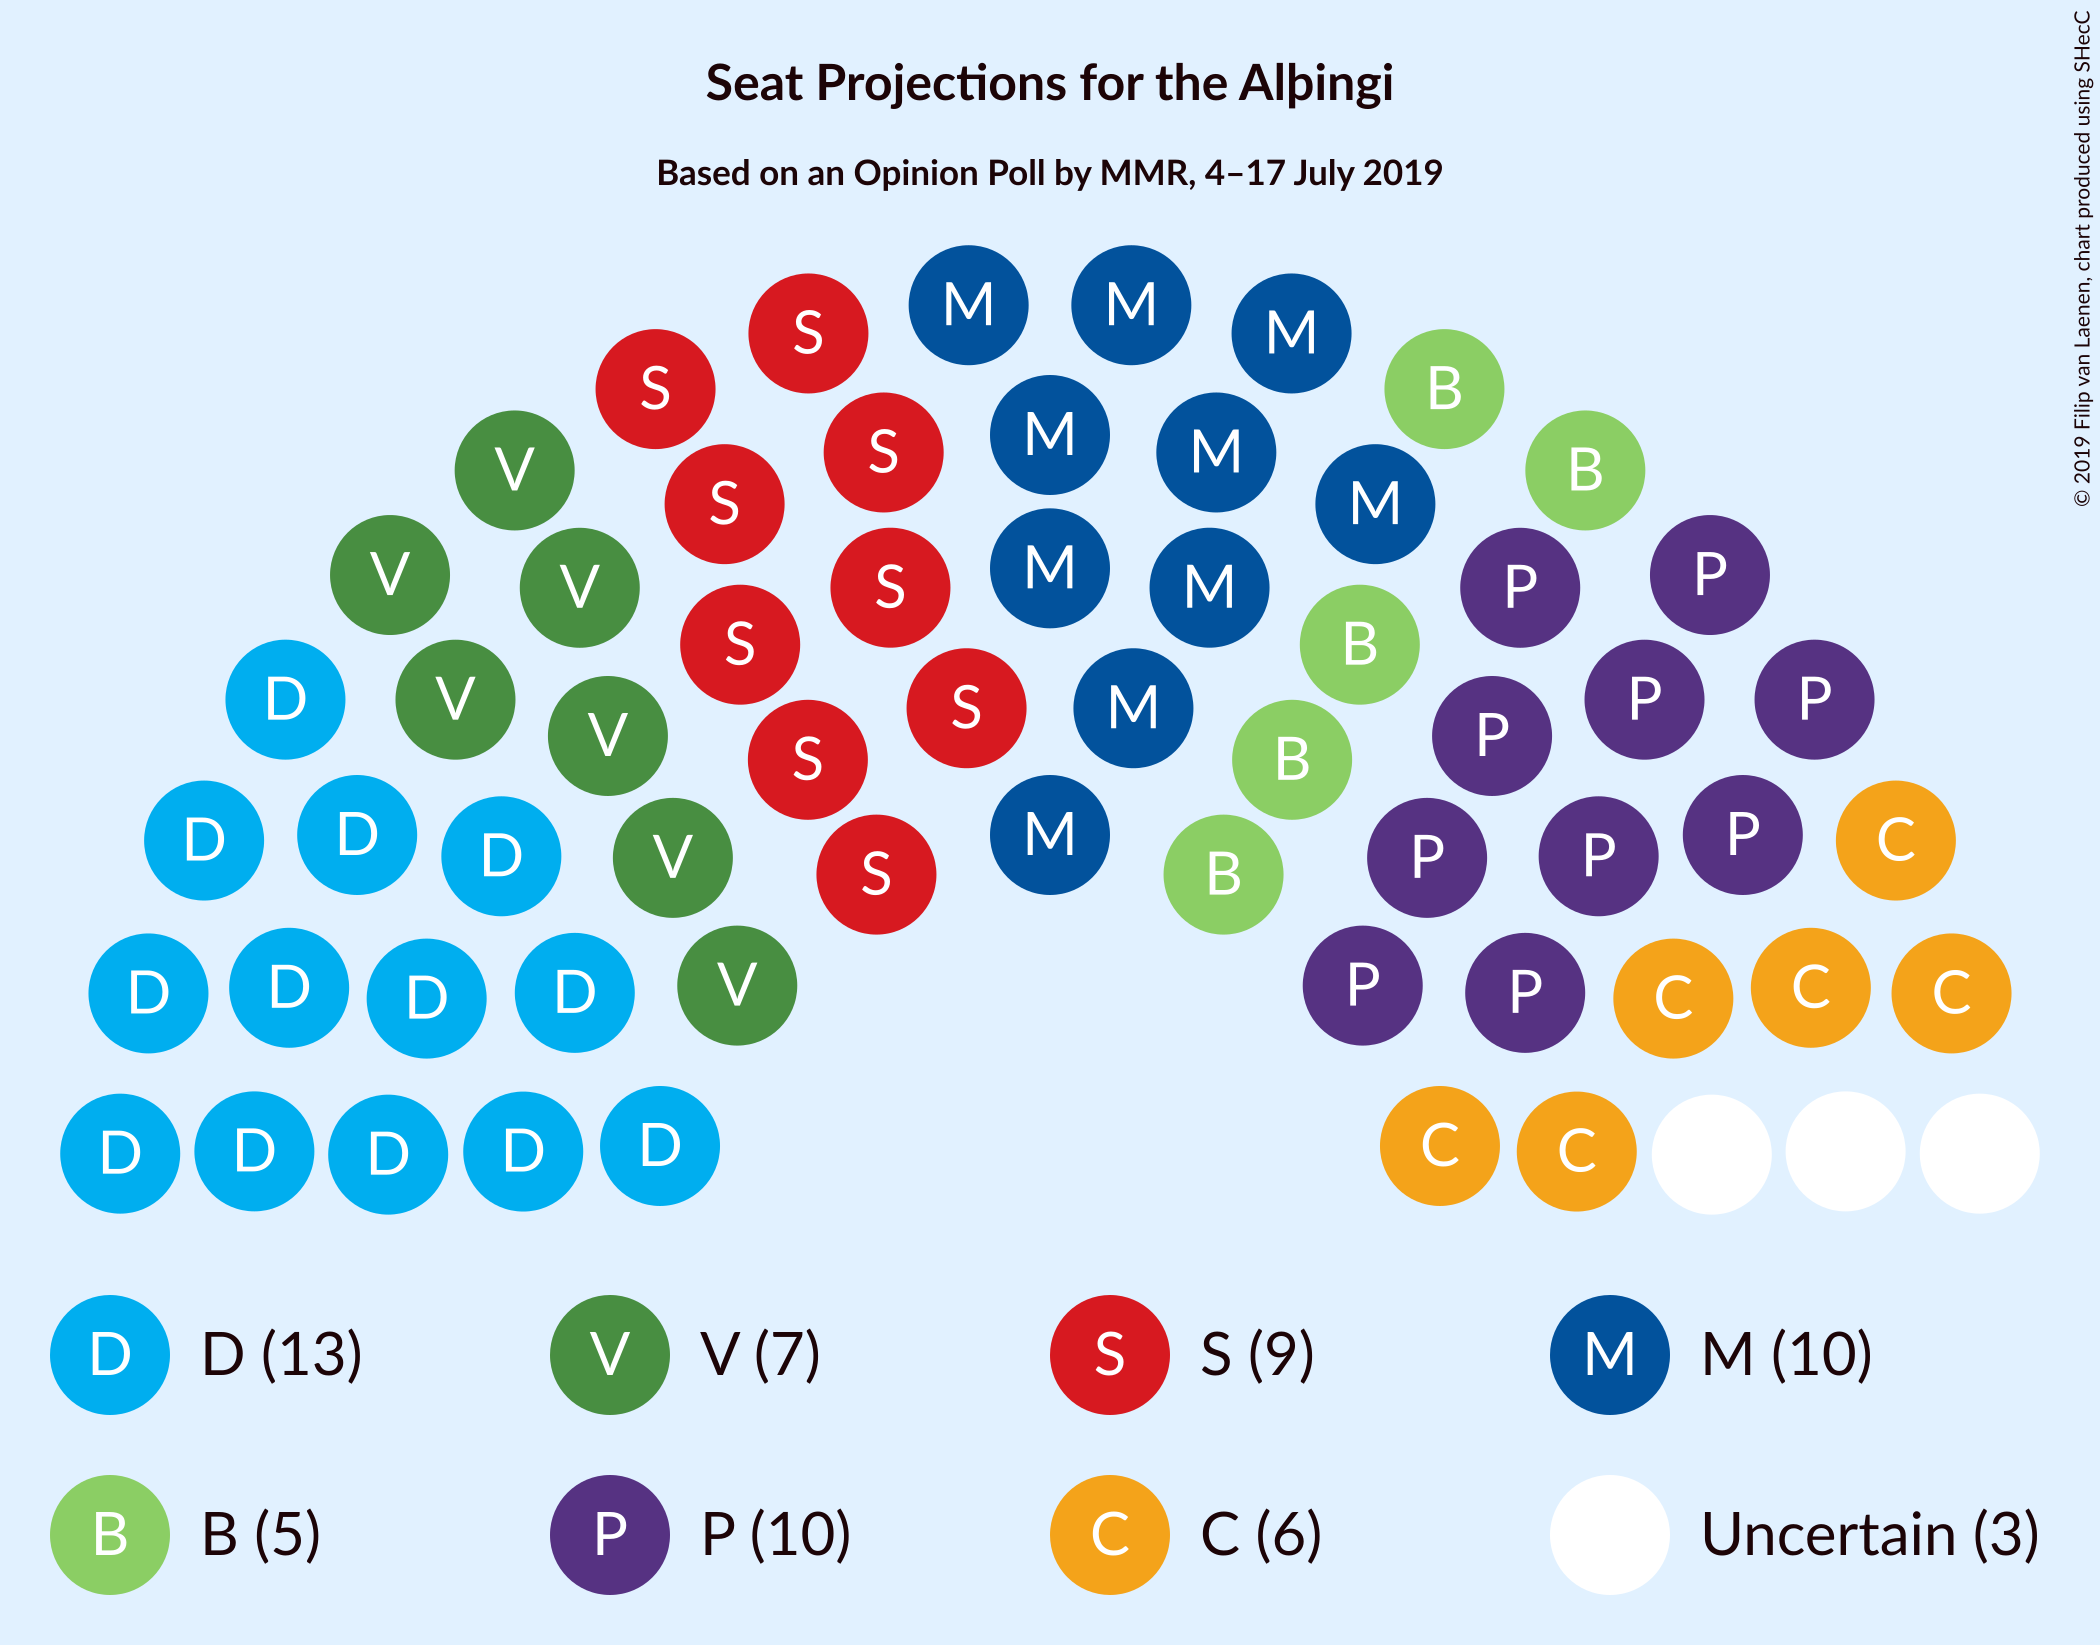 Seat Projections for the Alþingi
Based on an Opinion Poll by MMR, 4–17 July 2019
© 2019 Filip van Laenen, chart produced using SHecC
M M
S M
S B
M
S M
V B
S M
M
V P
V S M P
S B
D V P P
S M
V P
S B
D D M P C
D P
V P
S B
V P
D D D D P C C C
D D D D D C C
D D (13) V V (7) S S (9) M M (10)
B B (5) P P (10) C C (6) Uncertain (3)